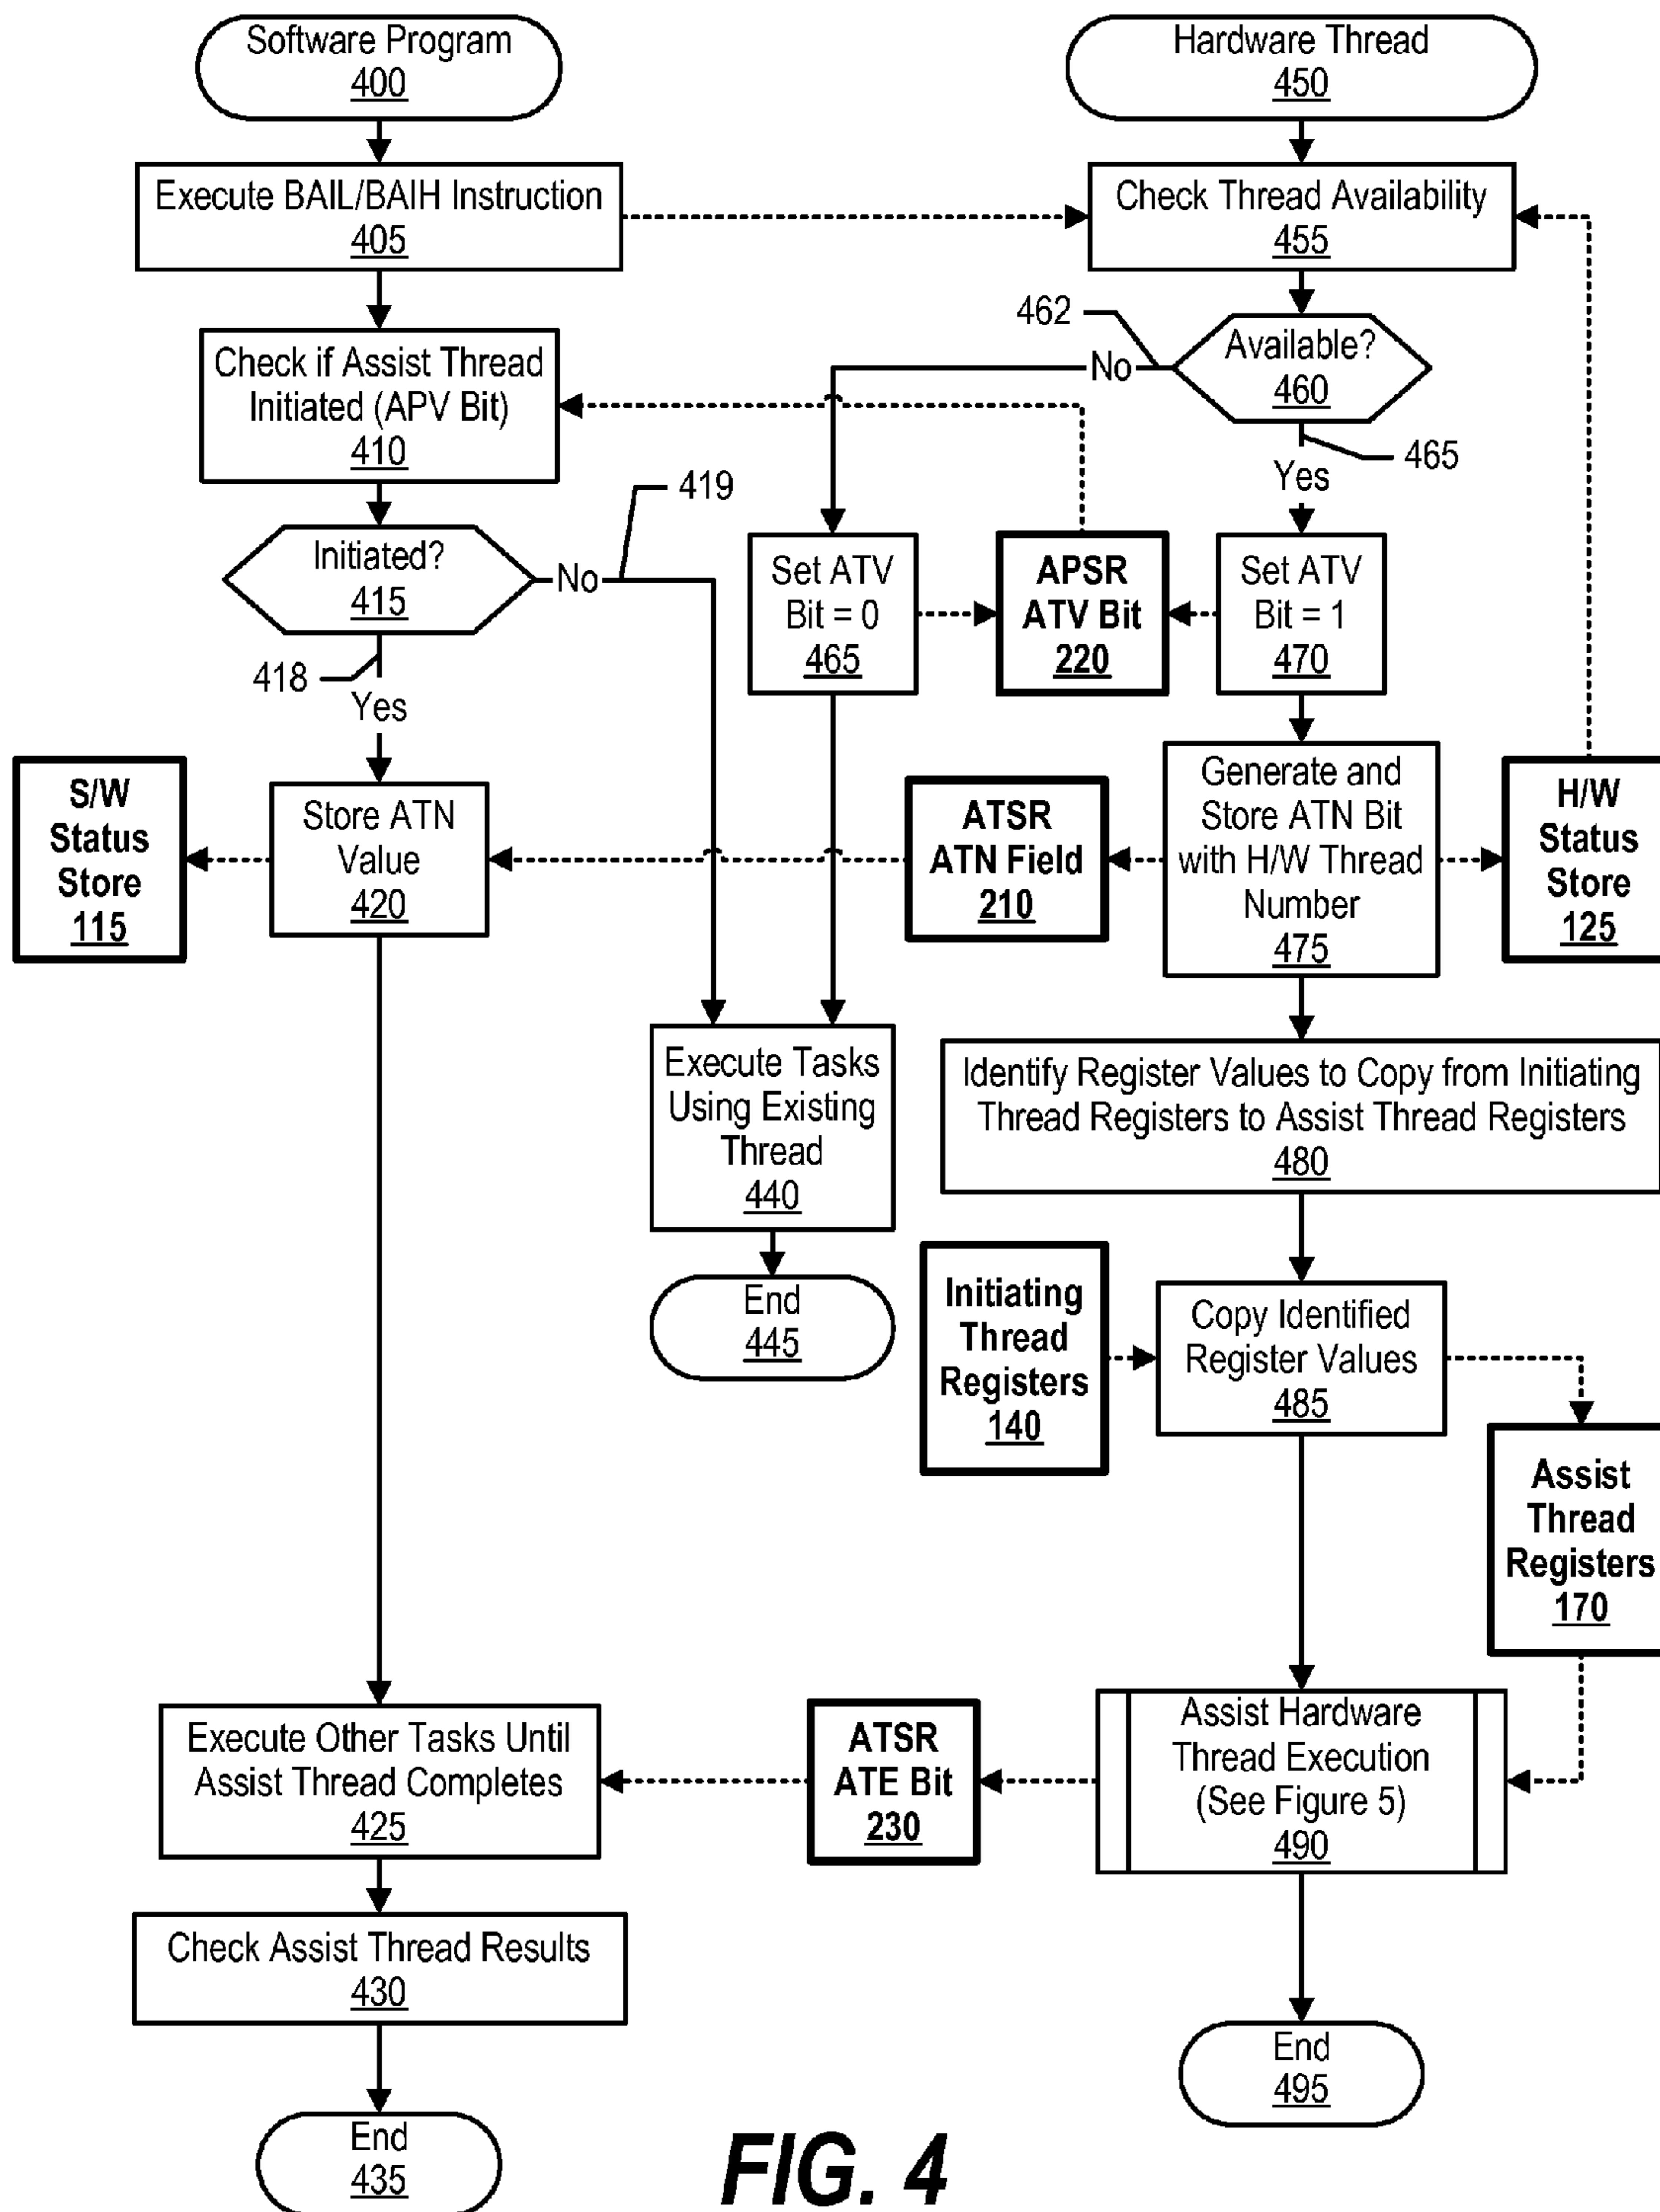 Software Program
400
Execute BAIL/BAIH Instruction
405
Check if Assist Thread
Initiated (APV Bit)
410
Initiated?
415
No
419
418
Yes
S/W
Status
Store
115
Store ATN
Value
420
Execute Other Tasks Until
Assist Thread Completes
425
Check Assist Thread Results
430
End
435
Hardware Thread
450
Check Thread Availability
455
462
No
Available?
460
465
Yes
Set ATV
Bit = 0
465
APSR
ATV Bit
220
Set ATV
Bit = 1
470
ATSR
ATN Field
210
Generate and
Store ATN Bit
with H/W Thread
Number
475
H/W
Status
Store
125
Execute Tasks
Using Existing
Thread
440
End
445
Identify Register Values to Copy from Initiating
Thread Registers to Assist Thread Registers
480
Initiating
Thread
Registers
140
Copy Identified
Register Values
485
Assist
Thread
Registers
170
ATSR
ATE Bit
230
Assist Hardware
Thread Execution
(See Figure 5)
490
End
495
FIG. 4